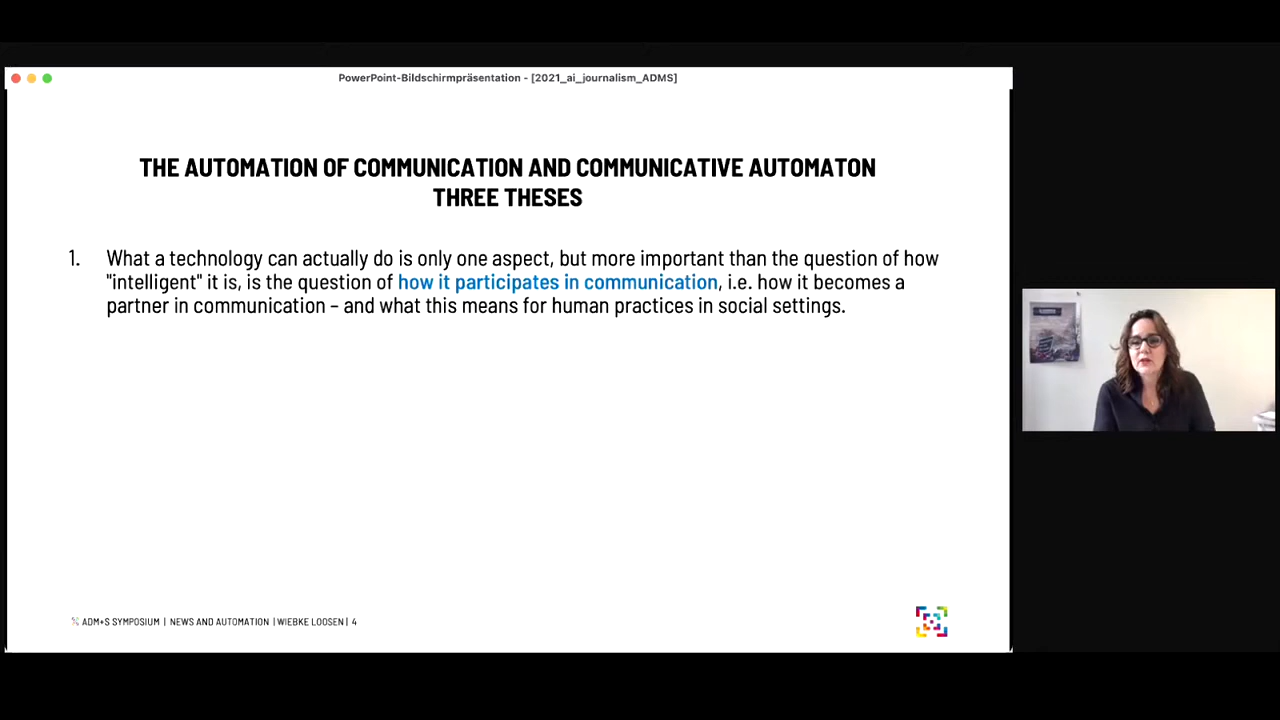 PowerPoint-Bildschirmpräsentation - [2021_ai_journalism_ADMS]
THE AUTOMATION OF COMMUNICATION AND COMMUNICATIVE AUTOMATON
THREE THESES
1. What a technology can actually do is only one aspect, but more important than the question of how
"intelligent" it is, is the question of how it participates in communication, i.e. how it becomes a
partner in communication – and what this means for human practices in social settings.
ADM+S SYMPOSIUM | NEWS AND AUTOMATION | WIEBKE LOOSEN | 4